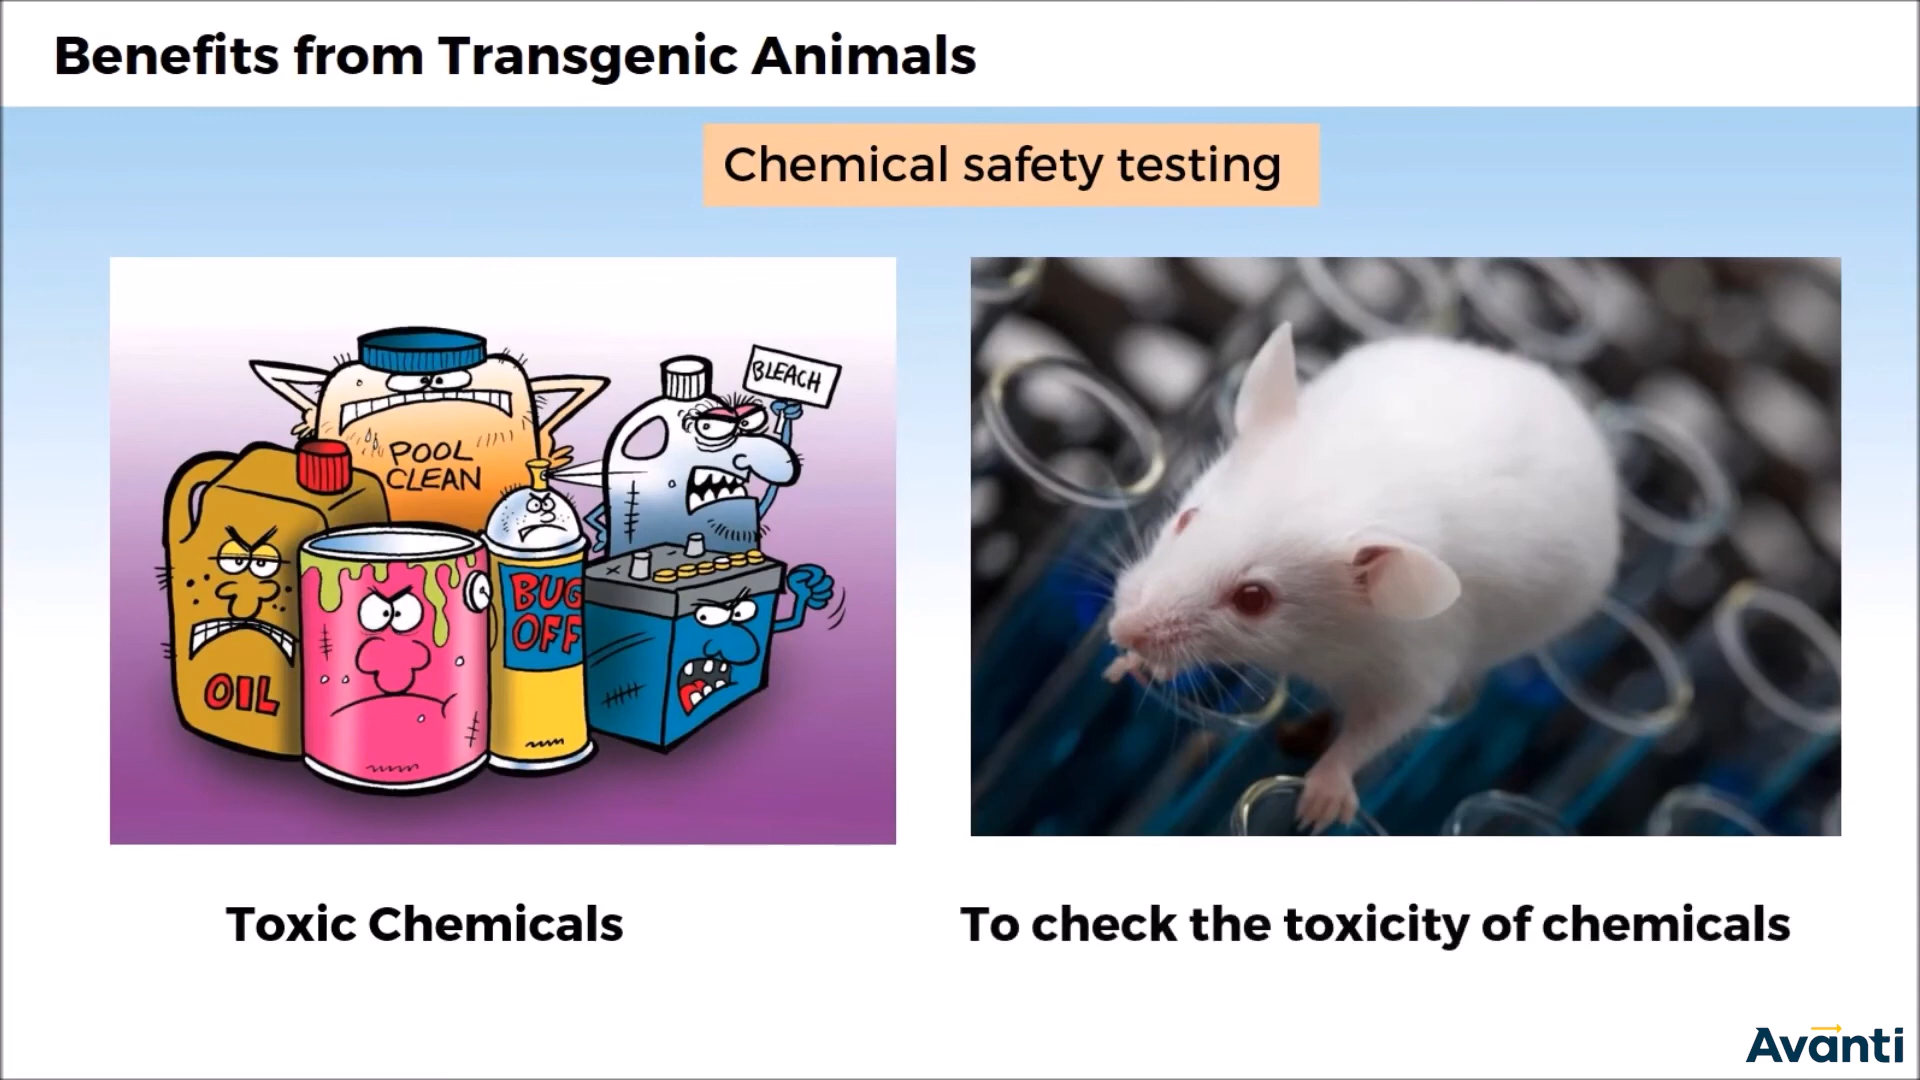 Benefits from Transgenic Animals
Chemical safety testing
BLEACH
POOL
CLEAN
BUG
OFF
OIL
Toxic Chemicals
To check the toxicity of chemicals
Avanti